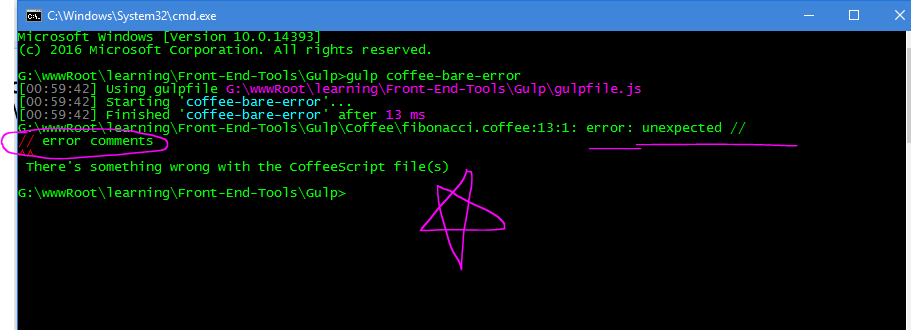 C:\Windows\System32\cmd.exe
Microsoft Windows [Version 10.0.14393]
(c) 2016 Microsoft Corporation. All rights reserved.
G:\wwwRoot\learning\Front-End-Tools\Gulp>gulp coffee-bare-error
[00:59:42] Using gulpfile G:\wwwRoot\learning\Front-End-Tools\Gulp\gulpfile.js
[00:59:42] Starting 'coffee-bare-error'...
[00:59:42] Finished 'coffee-bare-error' after 13 ms
G:\wwwRoot\learning\Front-End-Tools\Gulp\Coffee\fibonacci.coffee:13:1: error: unexpected //
// error comments
^^
There's something wrong with the CoffeeScript file(s)
G:\wwwRoot\learning\Front-End-Tools\Gulp>